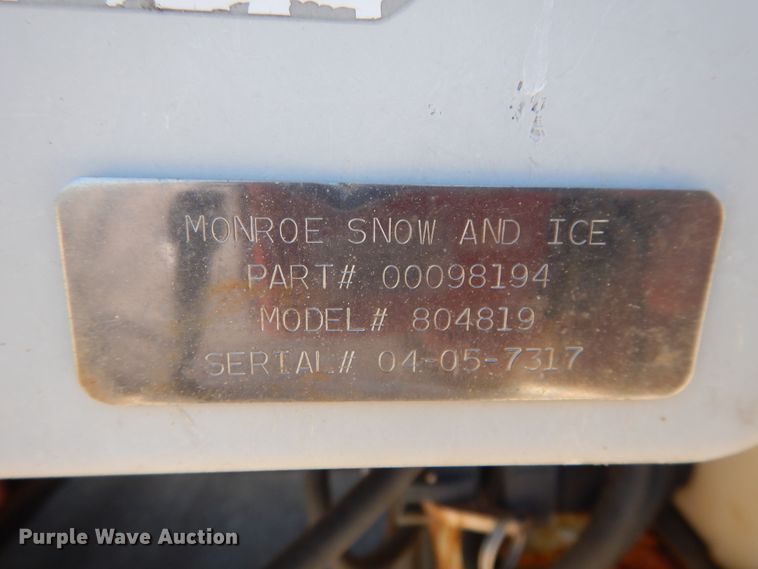 MONROE SNOW AND ICE
PART# 00098194
MODEL# 804819
SERIAL# 04-05-7317
Purple Wave Auction®